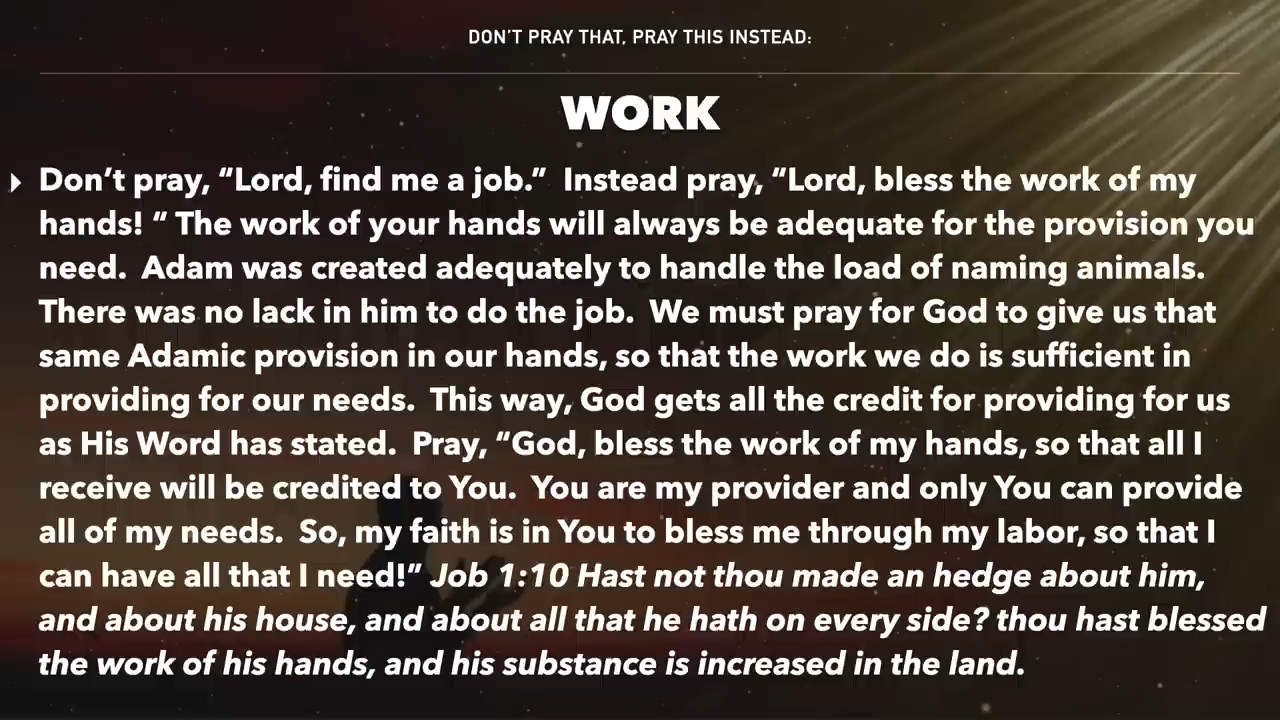 DON’T PRAY THAT, PRAY THIS INSTEAD:
WORK
Don’t pray, “Lord, find me a job.” Instead pray, “Lord, bless the work of my
hands! “ The work of your hands will always be adequate for the provision you
need. Adam was created adequately to handle the load of naming animals.
There was no lack in him to do the job. We must pray for God to give us that
same Adamic provision in our hands, so that the work we do is sufficient in
providing for our needs. This way, God gets all the credit for providing for us
as His Word has stated. Pray, “God, bless the work of my hands, so that all I
receive will be credited to You. You are my provider and only You can provide
all of my needs. So, my faith is in You to bless me through my labor, so that I
can have all that I need!” Job 1:10 Hast not thou made an hedge about him,
and about his house, and about all that he hath on every side? thou hast blessed
the work of his hands, and his substance is increased in the land.